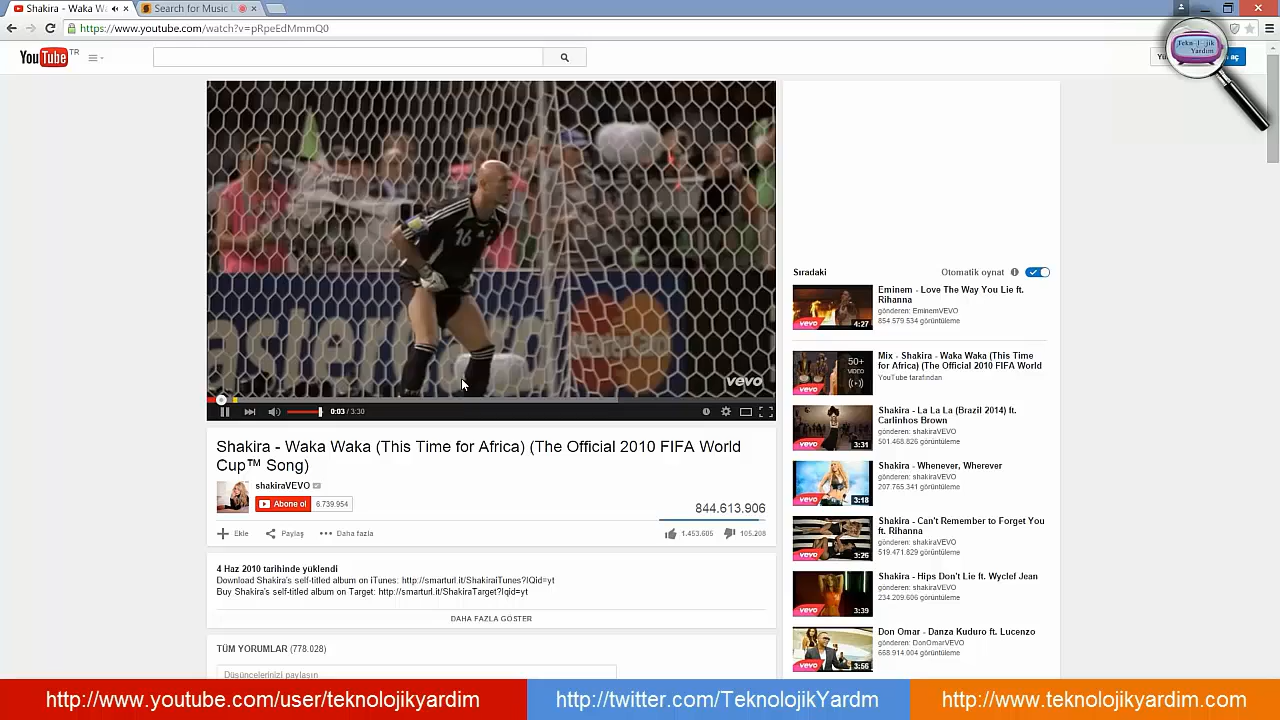 Shakira - Waka W
Search for Music
https://www.youtube.com/watch?v=pRpeEdMmmQ0
YouTube TR
Teknolojik
Yardım
16
vevo
0:03 / 3:30
Shakira - Waka Waka (This Time for Africa) (The Official 2010 FIFA World
Cup™ Song)
shakiraVEVO
Abone ol 6.739.954
844.613.906
Ekle Paylaş Daha fazla 1.453.605 105.208
4 Haz 2010 tarihinde yüklendi
Download Shakira's self-titled album on iTunes: http://smarturl.it/ShakiraiTunes?IQid=yt
Buy Shakira's self-titled album on Target: http://smarturl.it/ShakiraTarget?Iqid=yt
DAHA FAZLA GÖSTER
TÜM YORUMLAR (778.028)
Düşüncelerinizi paylaşın
Sıradaki
Otomatik oynat
Eminem - Love The Way You Lie ft.
Rihanna
gönderen: EminemVEVO
854.579.534 görüntüleme
vevo 4:27
Mix - Shakira - Waka Waka (This Time
for Africa) (The Official 2010 FIFA World
YouTube tarafından
vevo 50+ VIDEO
Shakira - La La La (Brazil 2014) ft.
Carlinhos Brown
gönderen: shakiraVEVO
501.468.826 görüntüleme
vevo 3:31
Shakira - Whenever, Wherever
gönderen: shakiraVEVO
207.765.341 görüntüleme
vevo 3:18
Shakira - Can't Remember to Forget You
ft. Rihanna
gönderen: shakiraVEVO
519.471.829 görüntüleme
vevo 3:26
Shakira - Hips Don't Lie ft. Wyclef Jean
gönderen: shakiraVEVO
234.209.606 görüntüleme
vevo 3:39
Don Omar - Danza Kuduro ft. Lucenzo
gönderen: DonOmarVEVO
668.914.004 görüntüleme
vevo 3:56
http://www.youtube.com/user/teknolojikyardim
http://twitter.com/TeknolojikYardm
http://www.teknolojikyardim.com